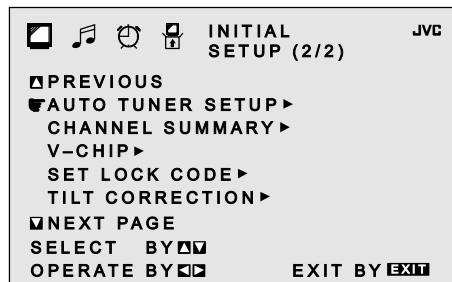 INITIAL JVC
SETUP (2/2)
PREVIOUS
AUTO TUNER SETUP
CHANNEL SUMMARY
V–CHIP
SET LOCK CODE
TILT CORRECTION
NEXT PAGE
SELECT BY
OPERATE BY EXIT BY EXIT